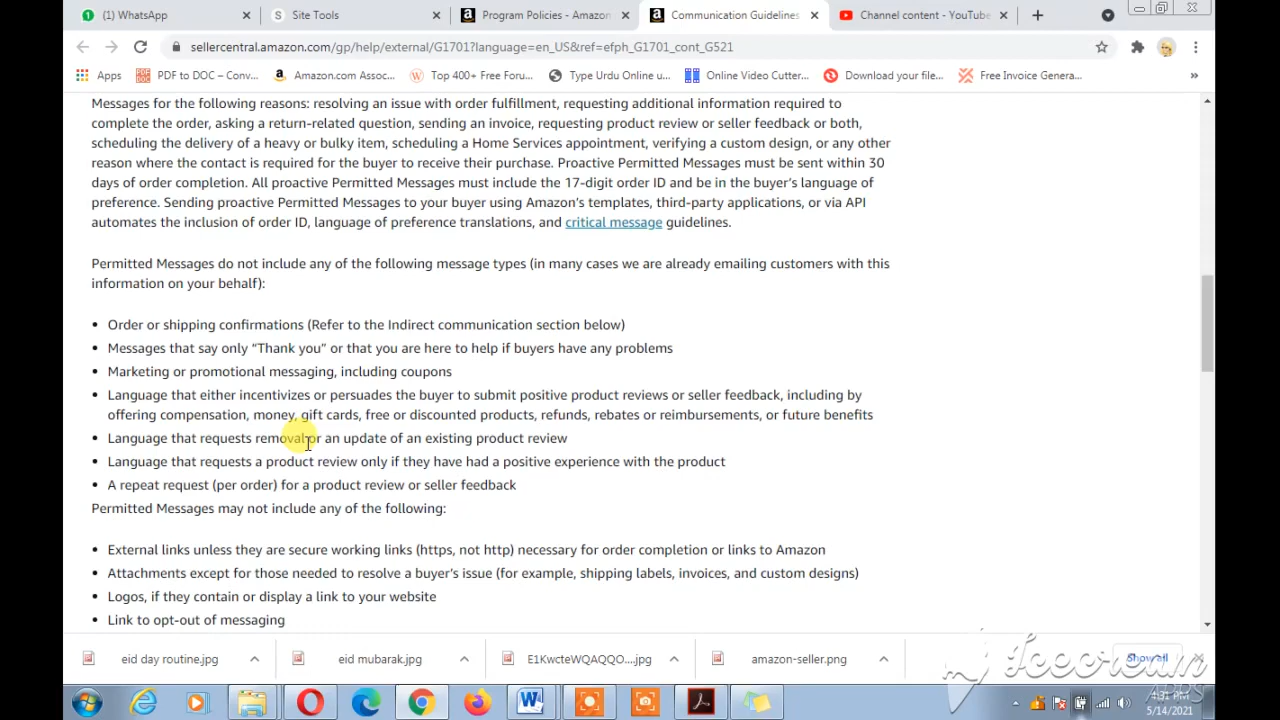 (1) WhatsApp
Site Tools
Program Policies - Amazon
Communication Guidelines
Channel content - YouTube
sellercentral.amazon.com/gp/help/external/G1701?language=en_US&ref=efph_G1701_cont_G521
Apps
PDF to DOC – Conv...
Amazon.com Assoc...
Top 400+ Free Foru...
Type Urdu Online u...
Online Video Cutter...
Download your file...
Free Invoice Genera...
Messages for the following reasons: resolving an issue with order fulfillment, requesting additional information required to
complete the order, asking a return-related question, sending an invoice, requesting product review or seller feedback or both,
scheduling the delivery of a heavy or bulky item, scheduling a Home Services appointment, verifying a custom design, or any other
reason where the contact is required for the buyer to receive their purchase. Proactive Permitted Messages must be sent within 30
days of order completion. All proactive Permitted Messages must include the 17-digit order ID and be in the buyer's language of
preference. Sending proactive Permitted Messages to your buyer using Amazon's templates, third-party applications, or via API
automates the inclusion of order ID, language of preference translations, and critical message guidelines.
Permitted Messages do not include any of the following message types (in many cases we are already emailing customers with this
information on your behalf):
• Order or shipping confirmations (Refer to the Indirect communication section below)
• Messages that say only “Thank you” or that you are here to help if buyers have any problems
• Marketing or promotional messaging, including coupons
• Language that either incentivizes or persuades the buyer to submit positive product reviews or seller feedback, including by
offering compensation, money, gift cards, free or discounted products, refunds, rebates or reimbursements, or future benefits
• Language that requests removal or an update of an existing product review
• Language that requests a product review only if they have had a positive experience with the product
• A repeat request (per order) for a product review or seller feedback
Permitted Messages may not include any of the following:
• External links unless they are secure working links (https, not http) necessary for order completion or links to Amazon
• Attachments except for those needed to resolve a buyer's issue (for example, shipping labels, invoices, and custom designs)
• Logos, if they contain or display a link to your website
• Link to opt-out of messaging
eid day routine.jpg
eid mubarak.jpg
E1KwcteWQAQQO....jpg
amazon-seller.png
Show all
Icecream
APPS
4:31 PM
5/14/2021